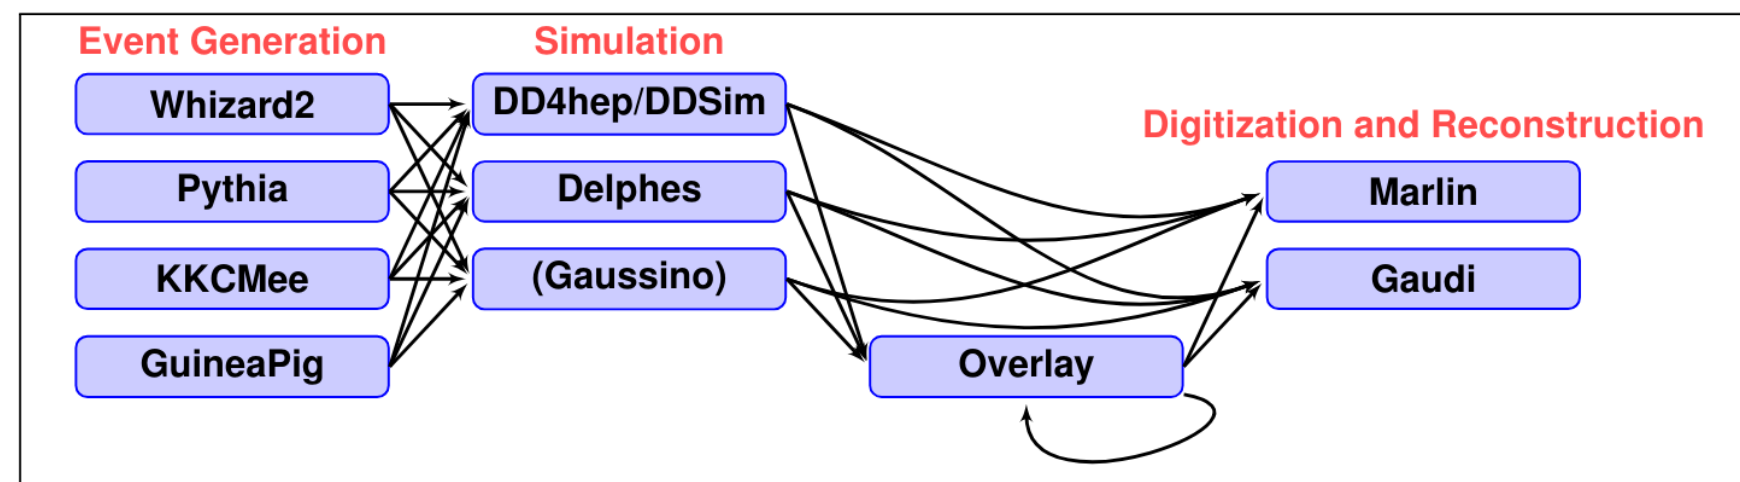 Event Generation
Simulation
Whizard2
DD4hep/DDSim
Digitization and Reconstruction
Pythia
Delphes
Marlin
KKCMee
(Gaussino)
Gaudi
GuineaPig
Overlay